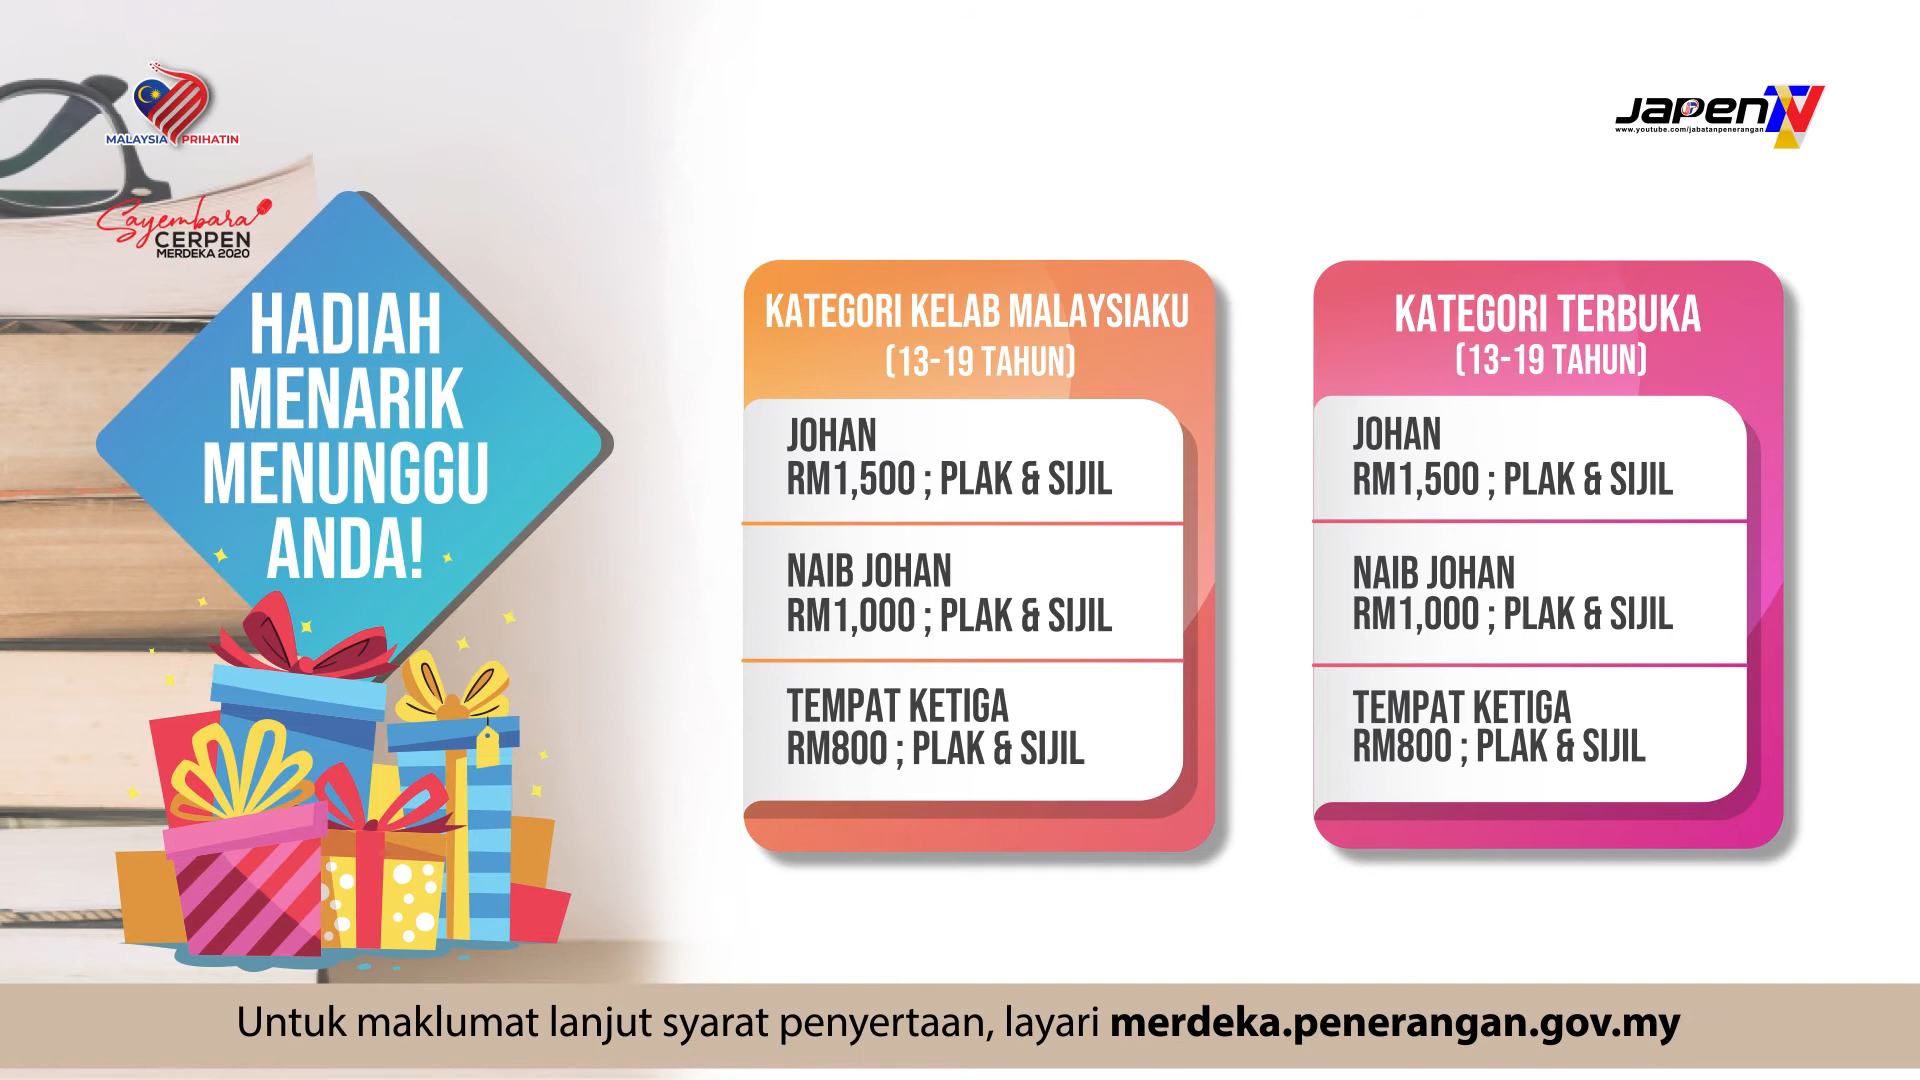 MALAYSIA PRIHATIN
JAPEN TV
www.youtube.com/jabatanpenerangan
Sayembara
CERPEN
MERDEKA 2020
HADIAH
MENARIK
MENUNGGU
ANDA!
KATEGORI KELAB MALAYSIAKU
(13-19 TAHUN)
JOHAN
RM1,500 ; PLAK & SIJIL
NAIB JOHAN
RM1,000 ; PLAK & SIJIL
TEMPAT KETIGA
RM800 ; PLAK & SIJIL
KATEGORI TERBUKA
(13-19 TAHUN)
JOHAN
RM1,500 ; PLAK & SIJIL
NAIB JOHAN
RM1,000 ; PLAK & SIJIL
TEMPAT KETIGA
RM800 ; PLAK & SIJIL
Untuk maklumat lanjut syarat penyertaan, layari merdeka.penerangan.gov.my